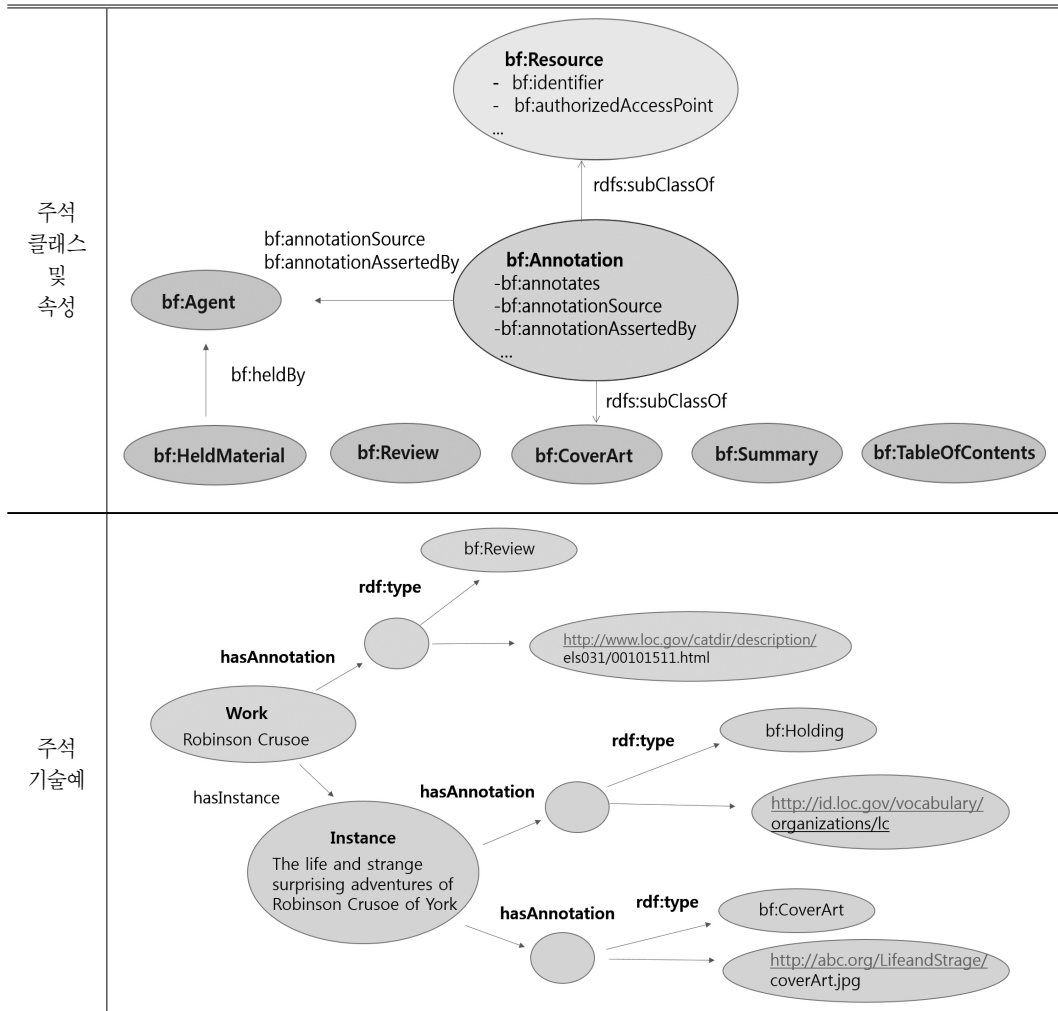 주석
클래스
및
속성
bf:Resource
- bf:identifier
- bf:authorizedAccessPoint
...
rdfs:subClassOf
bf:annotationSource
bf:annotationAssertedBy
bf:Annotation
-bf:annotates
-bf:annotationSource
-bf:annotationAssertedBy
...
bf:Agent
bf:heldBy
rdfs:subClassOf
bf:HeldMaterial
bf:Review
bf:CoverArt
bf:Summary
bf:TableOfContents
주석
기술예
bf:Review
rdf:type
http://www.loc.gov/catdir/description/
els031/00101511.html
hasAnnotation
Work
Robinson Crusoe
hasInstance
bf:Holding
rdf:type
hasAnnotation
http://id.loc.gov/vocabulary/
organizations/lc
Instance
The life and strange
surprising adventures of
Robinson Crusoe of York
hasAnnotation
rdf:type
bf:CoverArt
http://abc.org/LifeandStrage/
coverArt.jpg